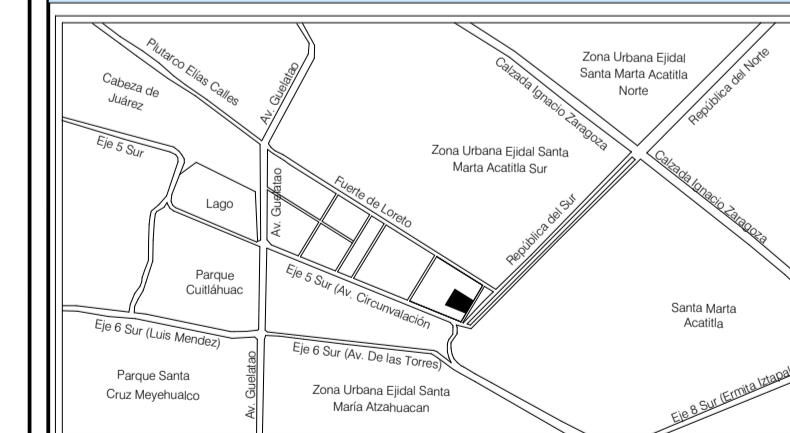 Plutarco Elías Calles
Cabeza de
Juárez
Av. Guelatao
Calzada Ignacio Zaragoza
Zona Urbana Ejidal
Santa Marta Acatitla
Norte
República del Norte
Eje 5 Sur
Zona Urbana Ejidal Santa
Marta Acatitla Sur
Calzada Ignacio Zaragoza
Lago
Av. Guelatao
Fuerte de Loreto
República del Sur
Parque
Cuitláhuac
Eje 5 Sur (Av. Circunvalación
Santa Marta
Acatitla
Eje 6 Sur (Luis Mendez)
Eje 6 Sur (Av. De las Torres)
Parque Santa
Cruz Meyehualco
Av. Guelatao
Zona Urbana Ejidal Santa
María Atzahuacan
Eje 8 Sur (Ermita